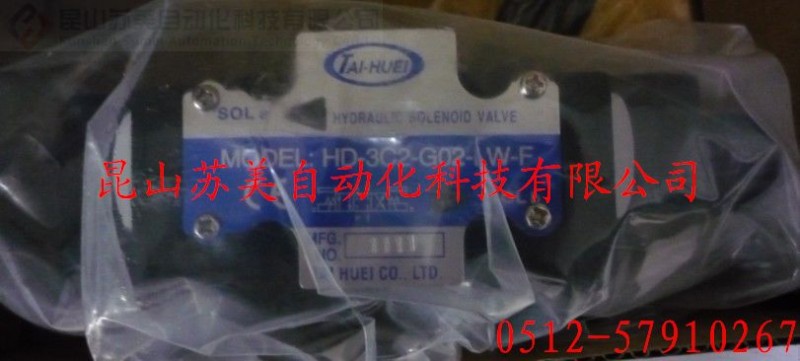 昆山苏美自动化科技有限公司
TAI-HUEI
SOL a
HYDRAULIC SOLENOID VALVE
MODEL: HD-3C2-G02- W-F
昆山苏美自动化科技有限公司
MFG. NO.
TAI HUEI CO., LTD.
0512-57910267